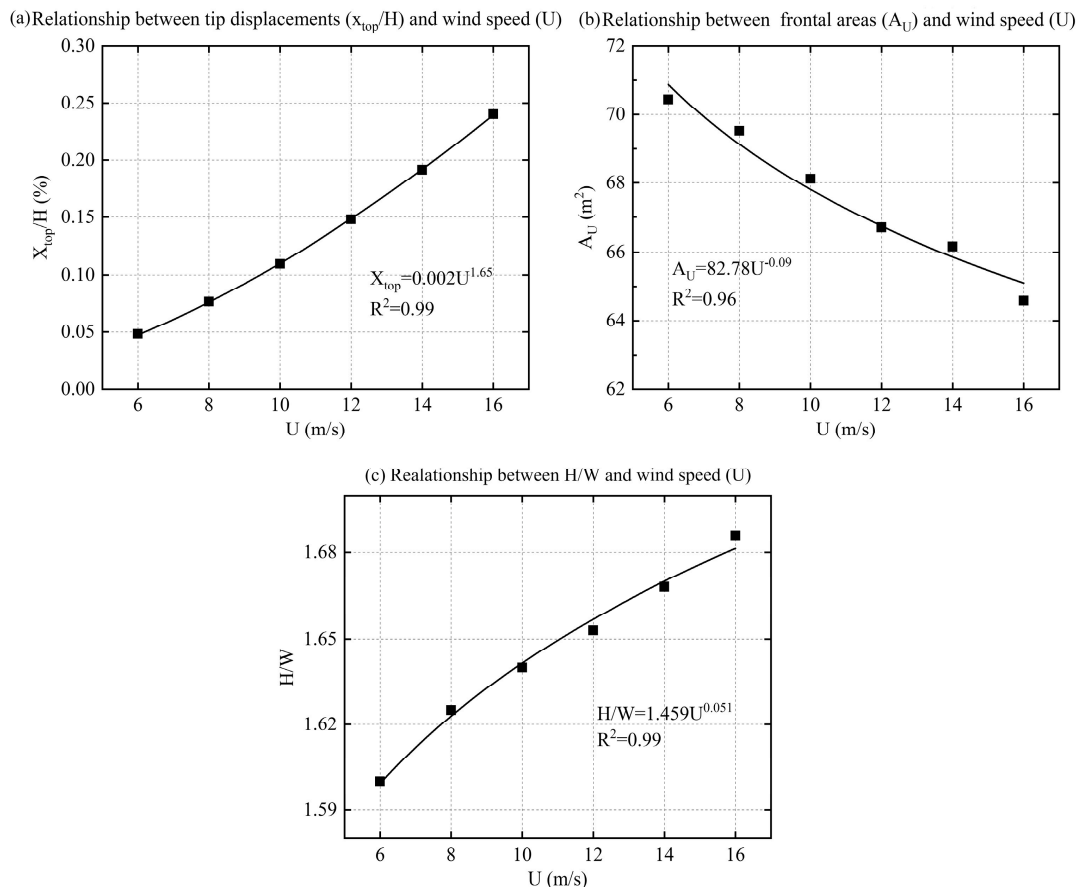 (a)Relationship between tip displacements (x_top/H) and wind speed (U)
0.30
0.25
0.20
0.15
0.10
0.05
0.00
X_top/H (%)
X_top=0.002U^1.65
R^2=0.99
6 8 10 12 14 16
U (m/s)
(b)Relationship between frontal areas (A_U) and wind speed (U)
72
70
68
66
64
62
A_U (m^2)
A_U=82.78U^-0.09
R^2=0.96
6 8 10 12 14 16
U (m/s)
(c) Realationship between H/W and wind speed (U)
1.68
1.65
1.62
1.59
H/W
H/W=1.459U^0.051
R^2=0.99
6 8 10 12 14 16
U (m/s)